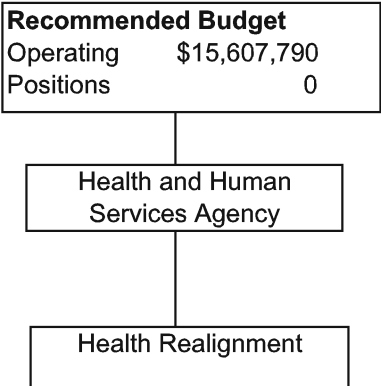 Recommended Budget
Operating $15,607,790
Positions 0
Health and Human
Services Agency
Health Realignment